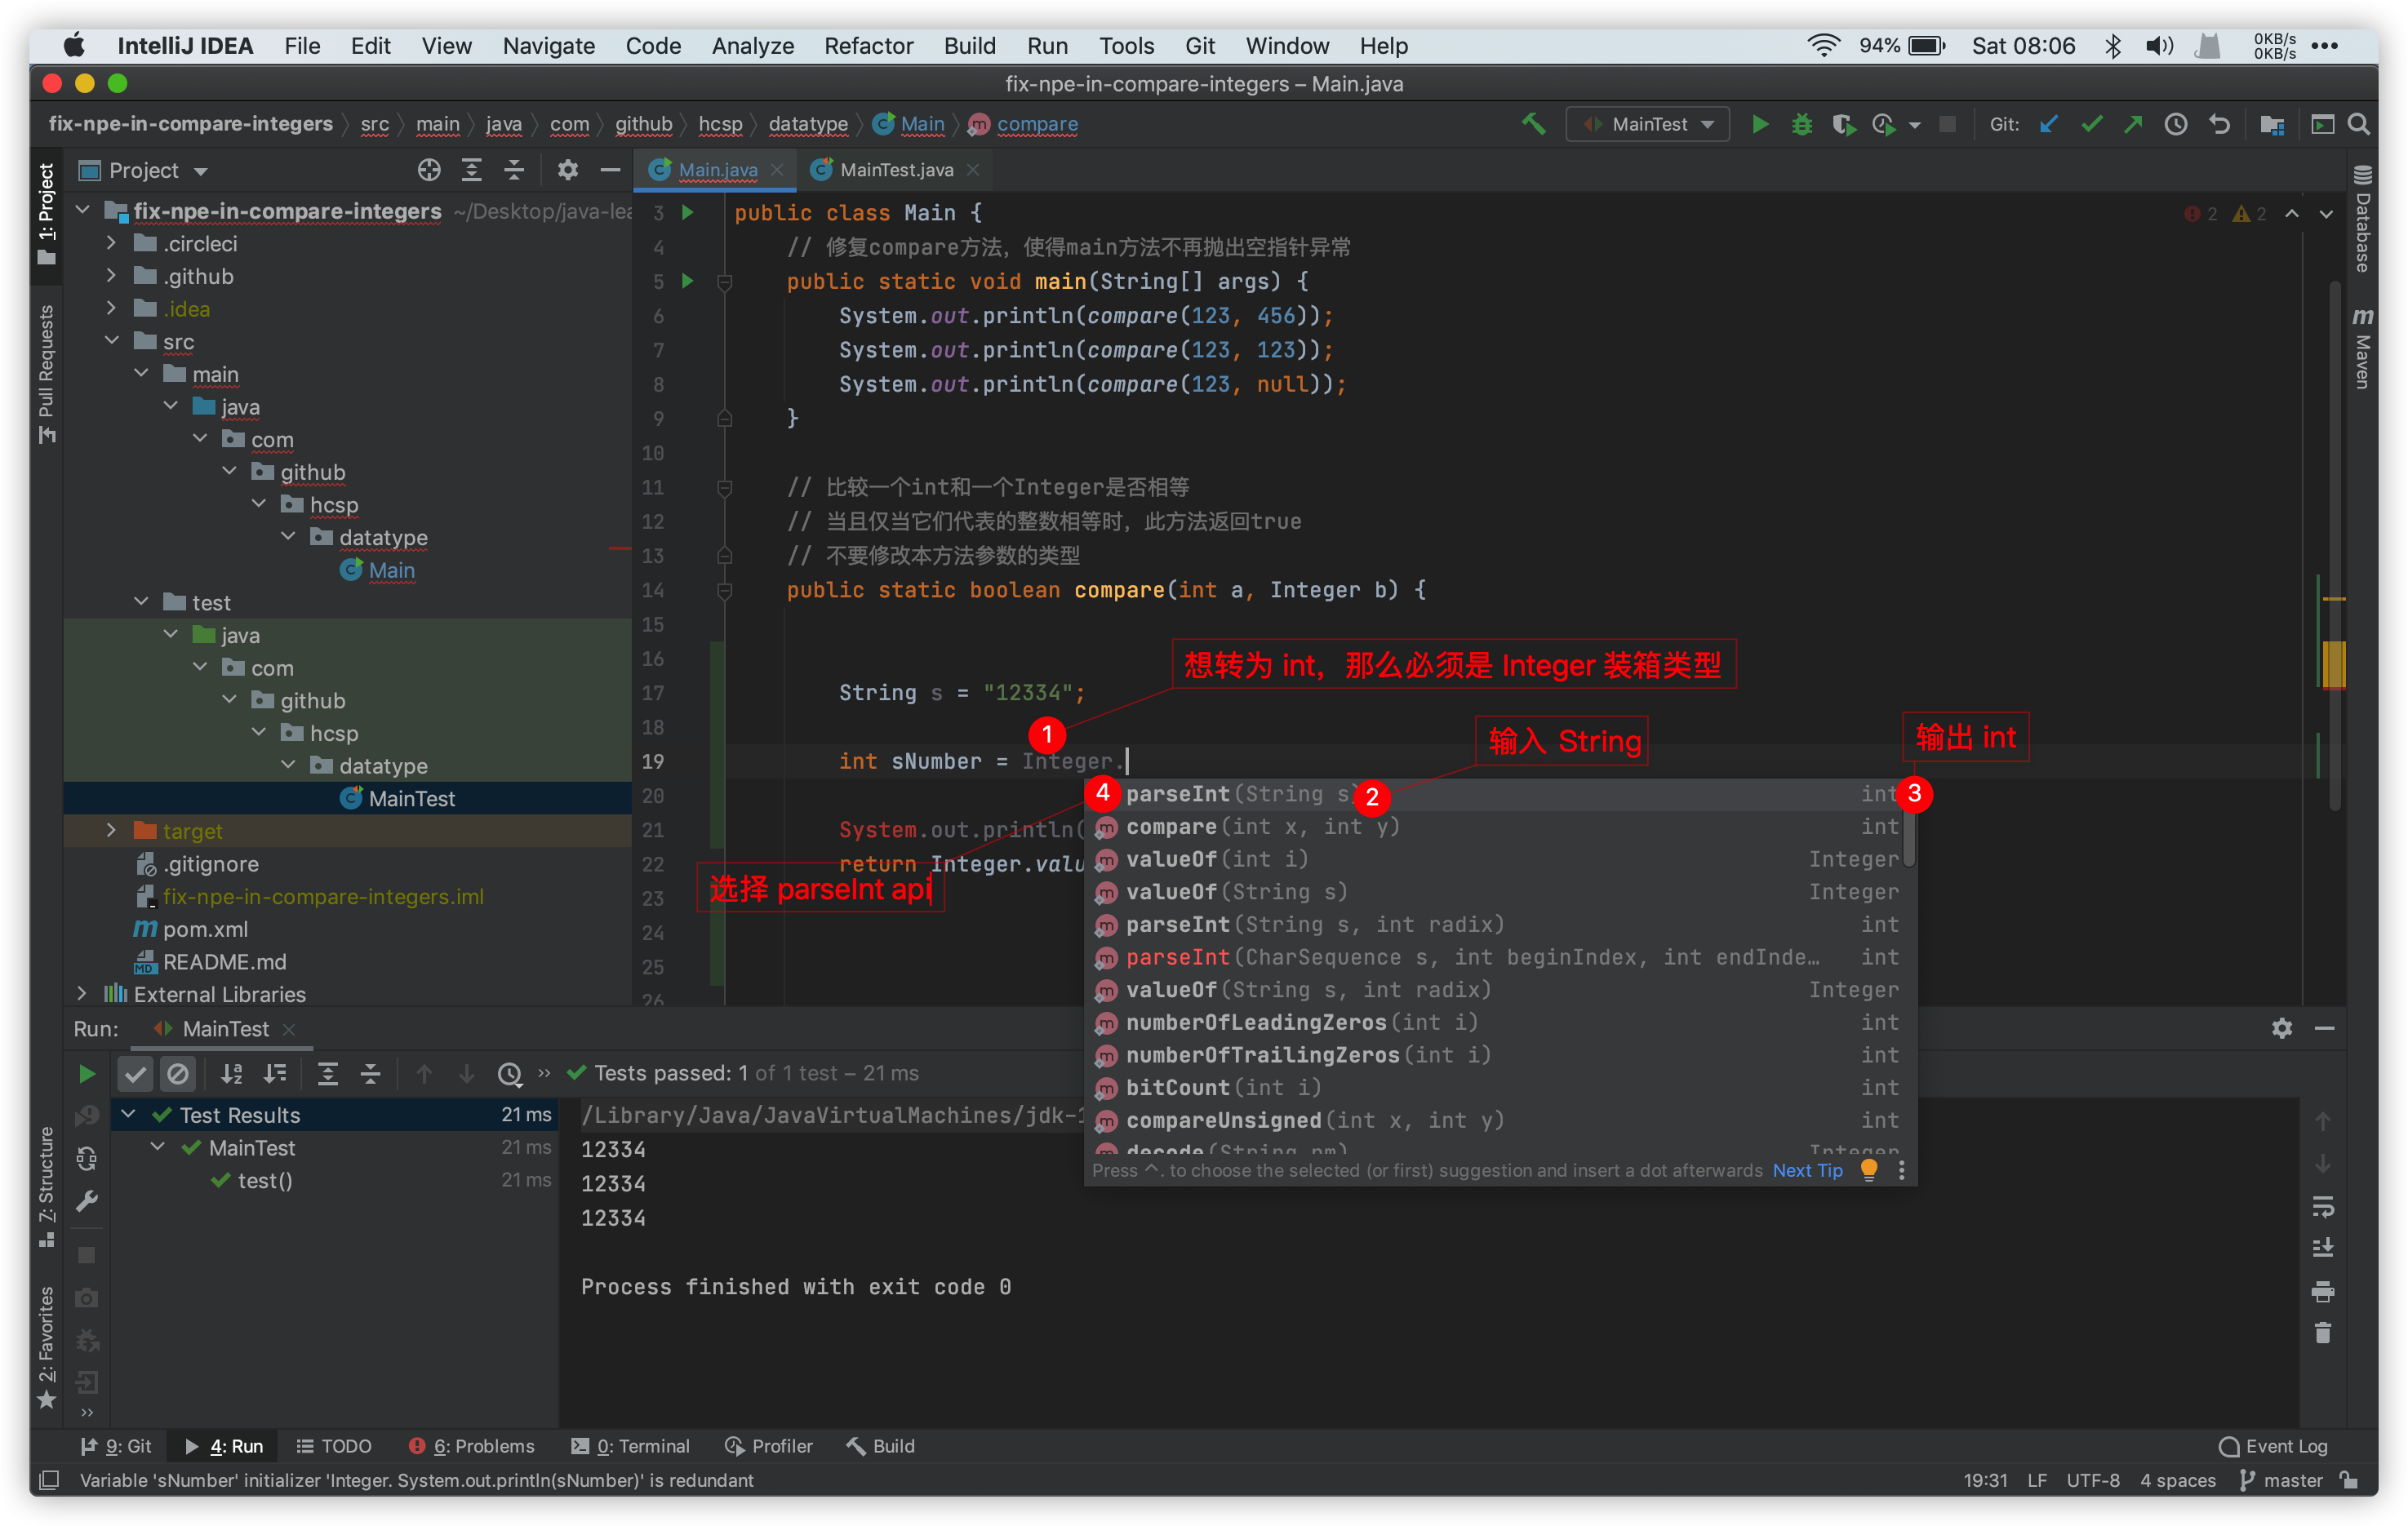 IntelliJ IDEA File Edit View Navigate Code Analyze Refactor Build Run Tools Git Window Help 94% Sat 08:06 0KB/s 0KB/s
fix-npe-in-compare-integers – Main.java
fix-npe-in-compare-integers src main java com github hcsp datatype Main compare MainTest Git:
Project Main.java MainTest.java
1: Project
Pull Requests
7: Structure
2: Favorites
Database
Maven
fix-npe-in-compare-integers ~/Desktop/java-lea
.circleci
.github
.idea
src
main
java
com
github
hcsp
datatype
Main
test
java
com
github
hcsp
datatype
MainTest
target
.gitignore
fix-npe-in-compare-integers.iml
pom.xml
README.md
External Libraries
2 2
3 public class Main {
4 // 修复compare方法，使得main方法不再抛出空指针异常
5 public static void main(String[] args) {
6 System.out.println(compare(123, 456));
7 System.out.println(compare(123, 123));
8 System.out.println(compare(123, null));
9 }
10
11 // 比较一个int和一个Integer是否相等
12 // 当且仅当它们代表的整数相等时，此方法返回true
13 // 不要修改本方法参数的类型
14 public static boolean compare(int a, Integer b) {
15
16
想转为 int，那么必须是 Integer 装箱类型
17 String s = "12334";
18
1
输入 String
输出 int
19 int sNumber = Integer.
20
21 System.out.println(
22 return Integer.valu
23
24
25
26
选择 parseInt api
4 parseInt(String s) 2 int 3
compare(int x, int y) int
valueOf(int i) Integer
valueOf(String s) Integer
parseInt(String s, int radix) int
parseInt(CharSequence s, int beginIndex, int endInde… int
valueOf(String s, int radix) Integer
numberOfLeadingZeros(int i) int
numberOfTrailingZeros(int i) int
bitCount(int i) int
compareUnsigned(int x, int y) int
decode(String nm) Integer
Press ^. to choose the selected (or first) suggestion and insert a dot afterwards Next Tip
Run: MainTest
Tests passed: 1 of 1 test – 21 ms
Test Results 21 ms
MainTest 21 ms
test() 21 ms
/Library/Java/JavaVirtualMachines/jdk-1
12334
12334
12334
Process finished with exit code 0
9: Git 4: Run TODO 6: Problems 0: Terminal Profiler Build Event Log
Variable 'sNumber' initializer 'Integer. System.out.println(sNumber)' is redundant 19:31 LF UTF-8 4 spaces master